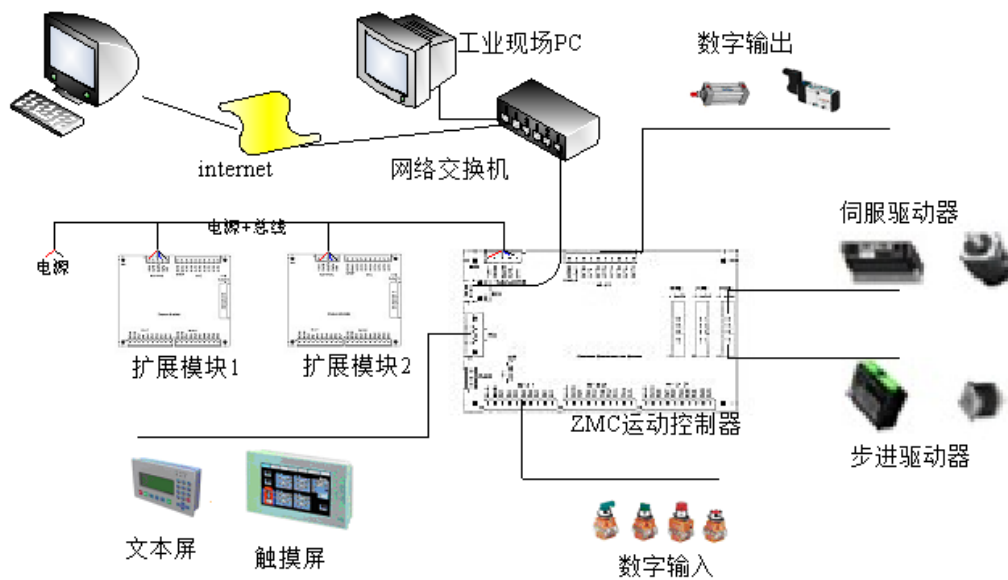 工业现场PC
数字输出
internet
网络交换机
伺服驱动器
电源+总线
电源
扩展模块1
扩展模块2
ZMC运动控制器
步进驱动器
文本屏
触摸屏
数字输入